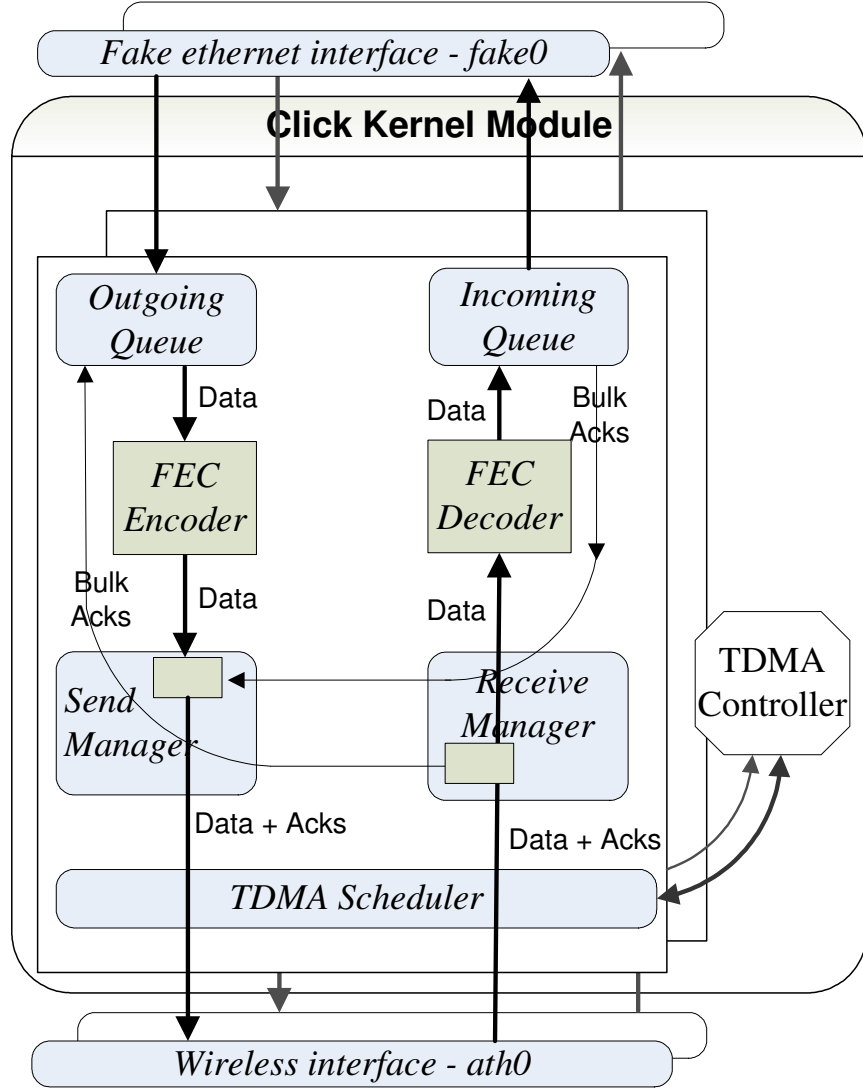 Fake ethernet interface - fake0
Click Kernel Module
Outgoing
Queue
Incoming
Queue
Data
Data
Bulk
Acks
FEC
Encoder
FEC
Decoder
Bulk
Acks
Data
Data
Send
Manager
Receive
Manager
TDMA
Controller
Data + Acks
Data + Acks
TDMA Scheduler
Wireless interface - ath0